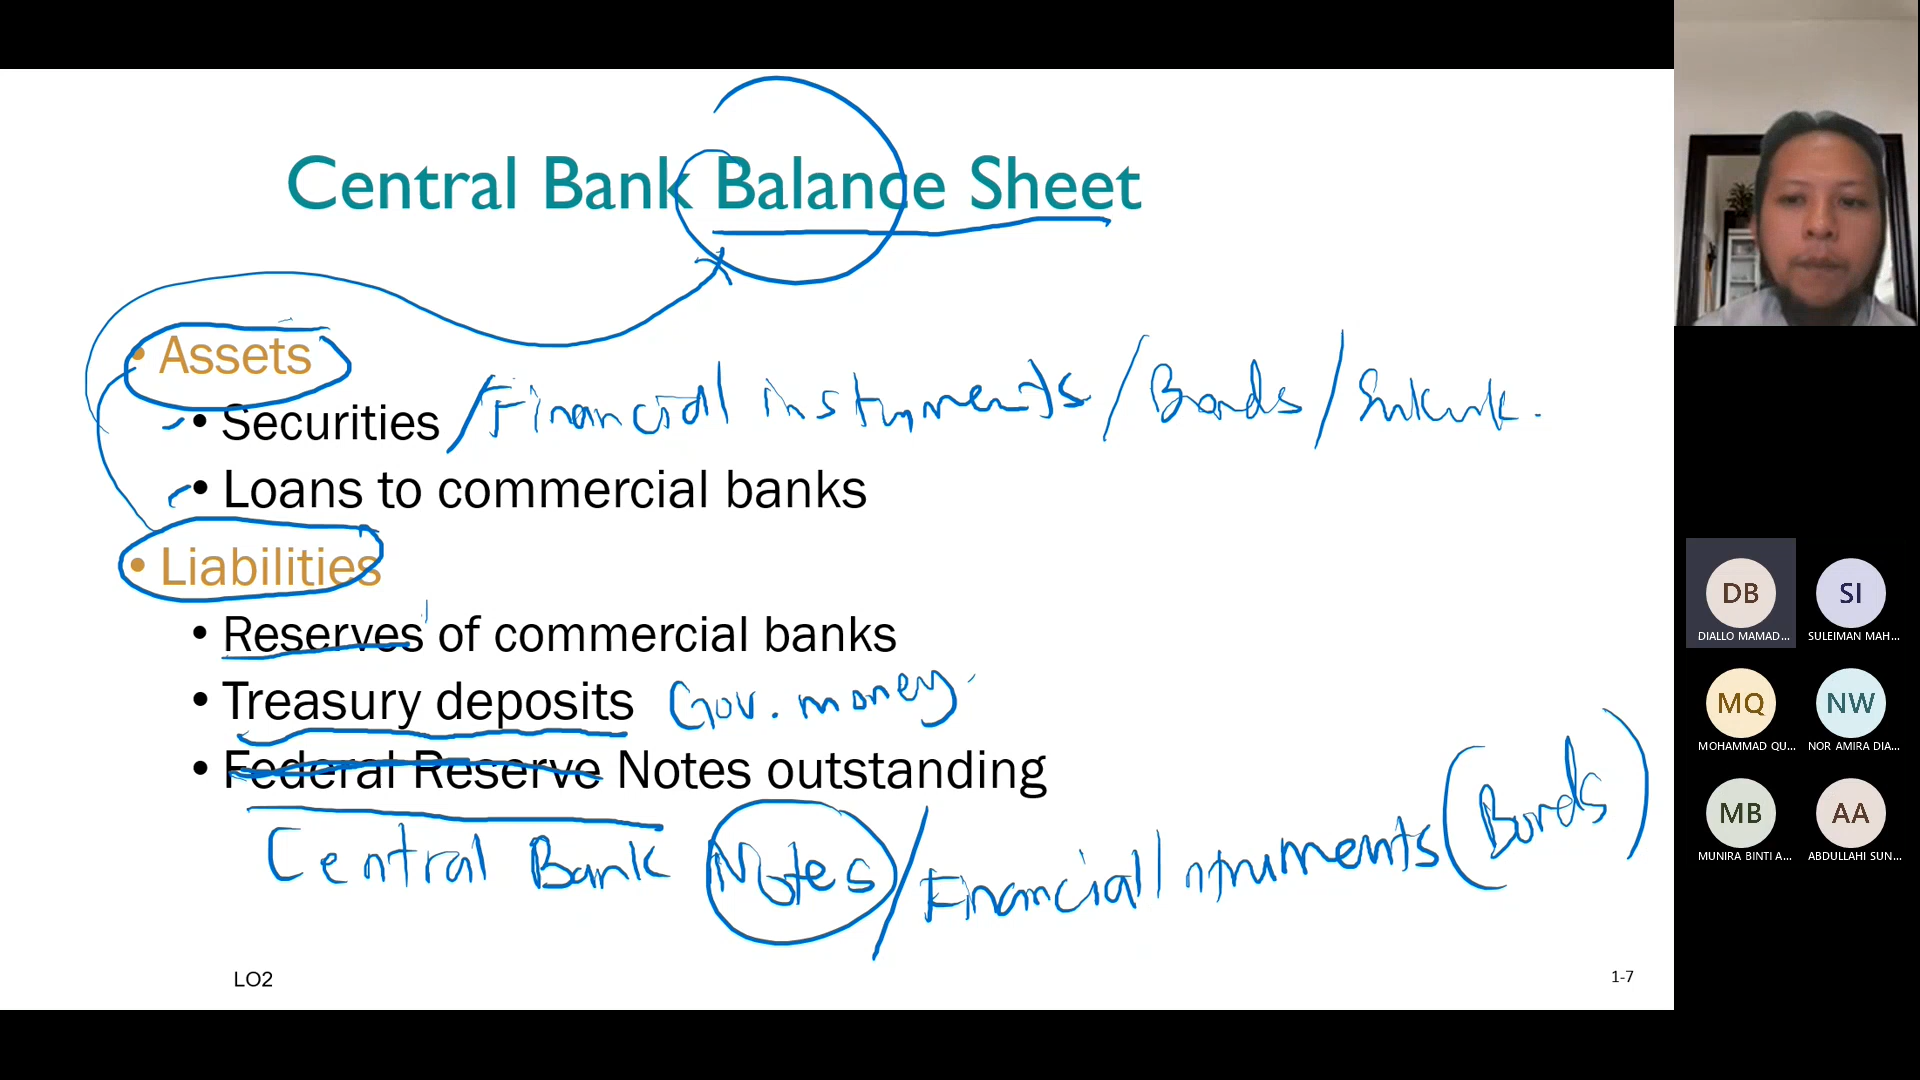 Central Bank Balance Sheet
• Assets
• Securities / Financial instruments / Bonds / Sukuk.
• Loans to commercial banks
• Liabilities
• Reserves of commercial banks
• Treasury deposits Gov. money
• Federal Reserve Notes outstanding
Central Bank Notes / Financial Intruments (Bonds)
LO2
1-7
DB
DIALLO MAMAD...
SI
SULEIMAN MAH...
MQ
MOHAMMAD QU...
NW
NOR AMIRA DIA...
MB
MUNIRA BINTI A...
AA
ABDULLAHI SUN...